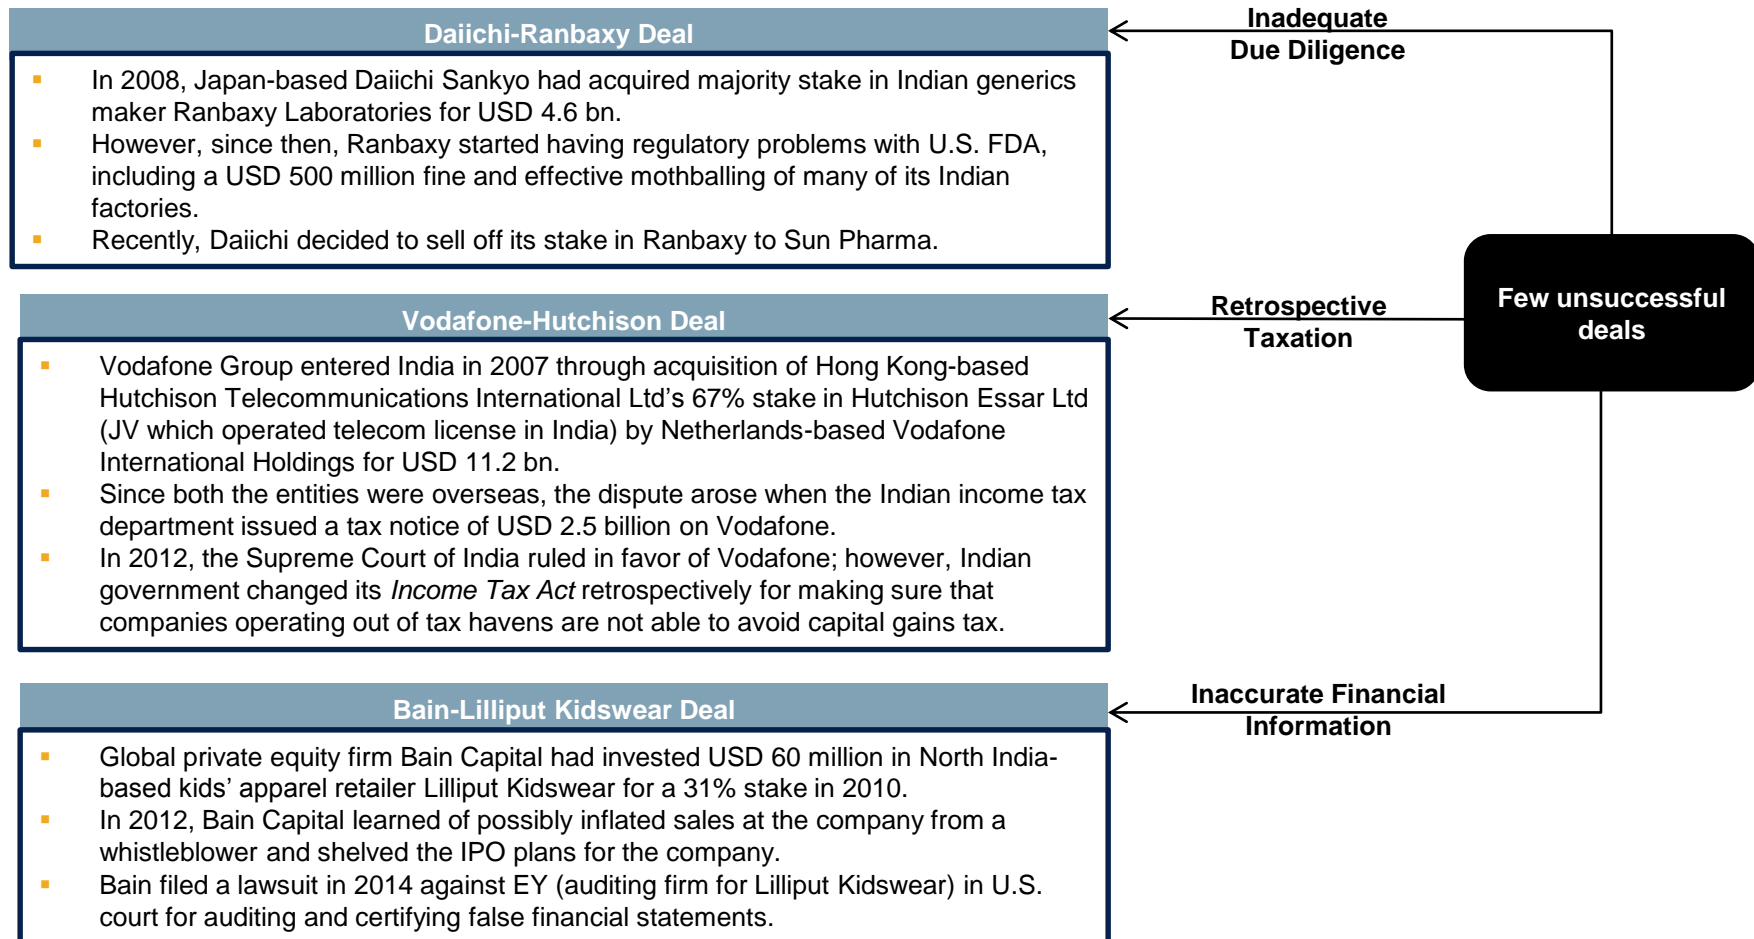 Daiichi-Ranbaxy Deal
▪ In 2008, Japan-based Daiichi Sankyo had acquired majority stake in Indian generics
maker Ranbaxy Laboratories for USD 4.6 bn.
▪ However, since then, Ranbaxy started having regulatory problems with U.S. FDA,
including a USD 500 million fine and effective mothballing of many of its Indian
factories.
▪ Recently, Daiichi decided to sell off its stake in Ranbaxy to Sun Pharma.
Inadequate
Due Diligence
Vodafone-Hutchison Deal
▪ Vodafone Group entered India in 2007 through acquisition of Hong Kong-based
Hutchison Telecommunications International Ltd’s 67% stake in Hutchison Essar Ltd
(JV which operated telecom license in India) by Netherlands-based Vodafone
International Holdings for USD 11.2 bn.
▪ Since both the entities were overseas, the dispute arose when the Indian income tax
department issued a tax notice of USD 2.5 billion on Vodafone.
▪ In 2012, the Supreme Court of India ruled in favor of Vodafone; however, Indian
government changed its Income Tax Act retrospectively for making sure that
companies operating out of tax havens are not able to avoid capital gains tax.
Retrospective
Taxation
Few unsuccessful
deals
Bain-Lilliput Kidswear Deal
▪ Global private equity firm Bain Capital had invested USD 60 million in North India-
based kids’ apparel retailer Lilliput Kidswear for a 31% stake in 2010.
▪ In 2012, Bain Capital learned of possibly inflated sales at the company from a
whistleblower and shelved the IPO plans for the company.
▪ Bain filed a lawsuit in 2014 against EY (auditing firm for Lilliput Kidswear) in U.S.
court for auditing and certifying false financial statements.
Inaccurate Financial
Information